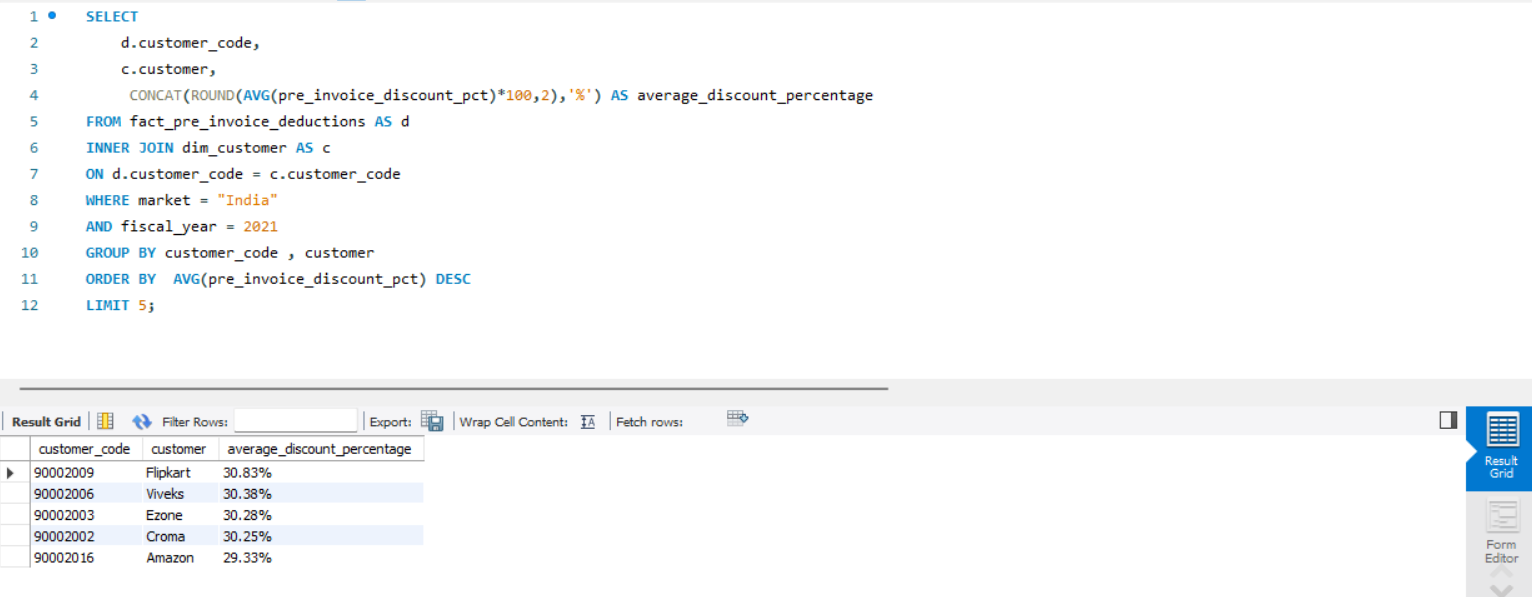 1 SELECT
2 d.customer_code,
3 c.customer,
4 CONCAT(ROUND(AVG(pre_invoice_discount_pct)*100,2),'%') AS average_discount_percentage
5 FROM fact_pre_invoice_deductions AS d
6 INNER JOIN dim_customer AS c
7 ON d.customer_code = c.customer_code
8 WHERE market = "India"
9 AND fiscal_year = 2021
10 GROUP BY customer_code , customer
11 ORDER BY AVG(pre_invoice_discount_pct) DESC
12 LIMIT 5;
Result Grid Filter Rows: Export: Wrap Cell Content: IA Fetch rows:
customer_code customer average_discount_percentage
90002009 Flipkart 30.83%
90002006 Viveks 30.38%
90002003 Ezone 30.28%
90002002 Croma 30.25%
90002016 Amazon 29.33%
Result
Grid
Form
Editor